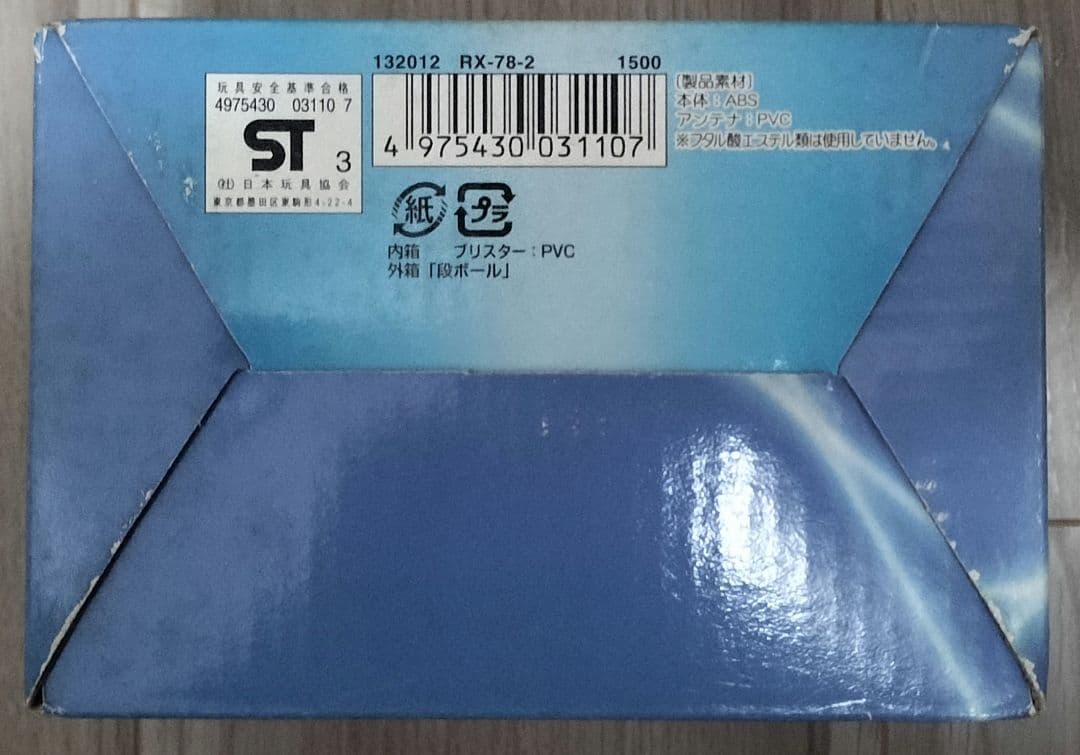 132012 RX-78-2 1500
玩具安全基準合格
4975430 03110 7
ST 3
(社)日本玩具協会
東京都墨田区東駒形4-22-4
4 975430 031107
〔製品素材〕
本体：ABS
アンテナ：PVC
※フタル酸エステル類は使用していません。
紙 プラ
内箱 ブリスター：PVC
外箱「段ボール」